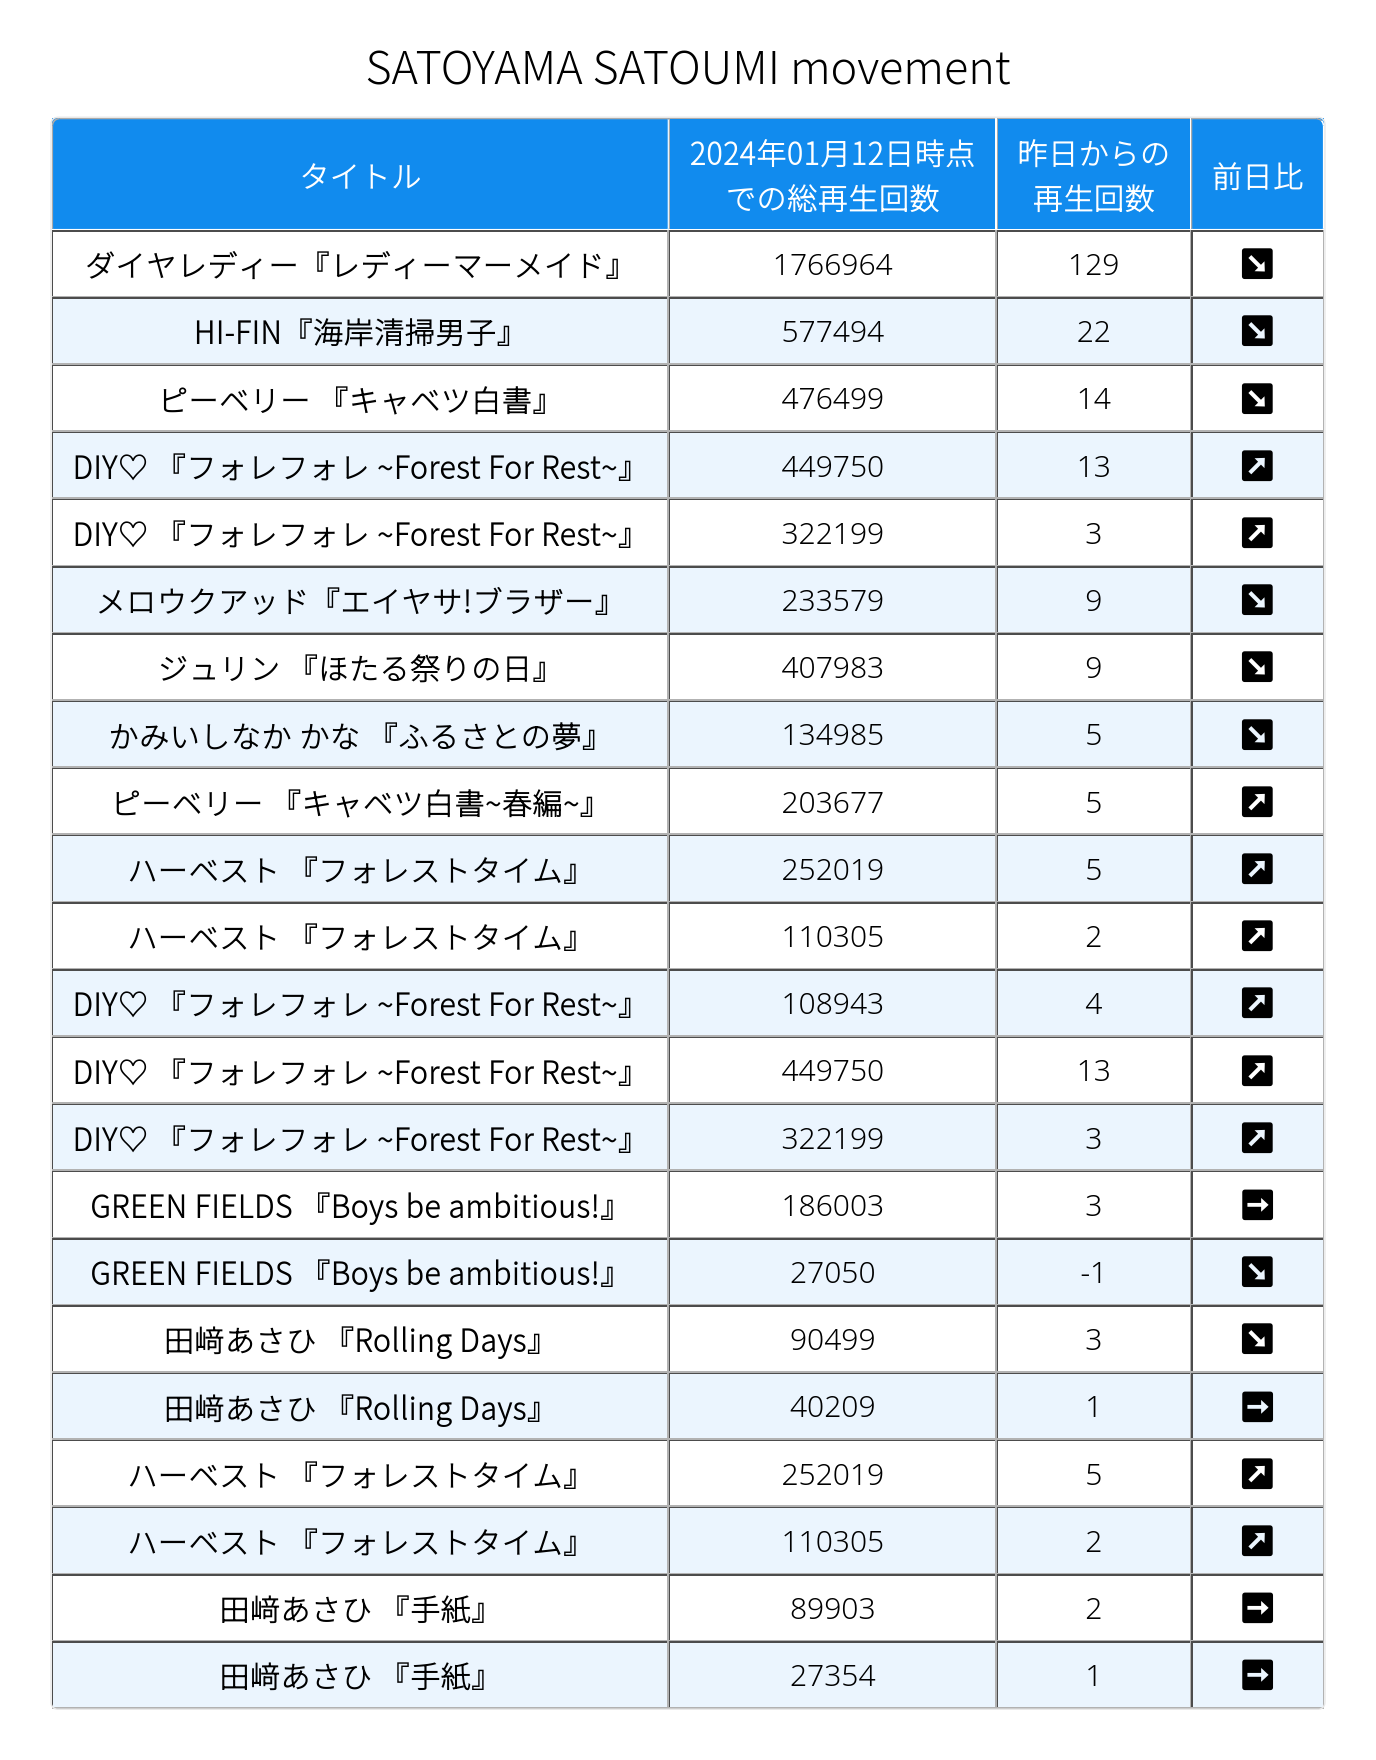 SATOYAMA SATOUMI movement
タイトル 2024年01月12日時点での総再生回数 昨日からの再生回数 前日比
ダイヤレディー『レディーマーメイド』 1766964 129 ↘
HI-FIN『海岸清掃男子』 577494 22 ↘
ピーベリー 『キャベツ白書』 476499 14 ↘
DIY♡ 『フォレフォレ ~Forest For Rest~』 449750 13 ↗
DIY♡ 『フォレフォレ ~Forest For Rest~』 322199 3 ↗
メロウクアッド『エイヤサ!ブラザー』 233579 9 ↘
ジュリン 『ほたる祭りの日』 407983 9 ↘
かみいしなか かな 『ふるさとの夢』 134985 5 ↘
ピーベリー 『キャベツ白書~春編~』 203677 5 ↗
ハーベスト 『フォレストタイム』 252019 5 ↗
ハーベスト 『フォレストタイム』 110305 2 ↗
DIY♡ 『フォレフォレ ~Forest For Rest~』 108943 4 ↗
DIY♡ 『フォレフォレ ~Forest For Rest~』 449750 13 ↗
DIY♡ 『フォレフォレ ~Forest For Rest~』 322199 3 ↗
GREEN FIELDS 『Boys be ambitious!』 186003 3 →
GREEN FIELDS 『Boys be ambitious!』 27050 -1 ↘
田﨑あさひ 『Rolling Days』 90499 3 ↘
田﨑あさひ 『Rolling Days』 40209 1 →
ハーベスト 『フォレストタイム』 252019 5 ↗
ハーベスト 『フォレストタイム』 110305 2 ↗
田﨑あさひ 『手紙』 89903 2 →
田﨑あさひ 『手紙』 27354 1 →